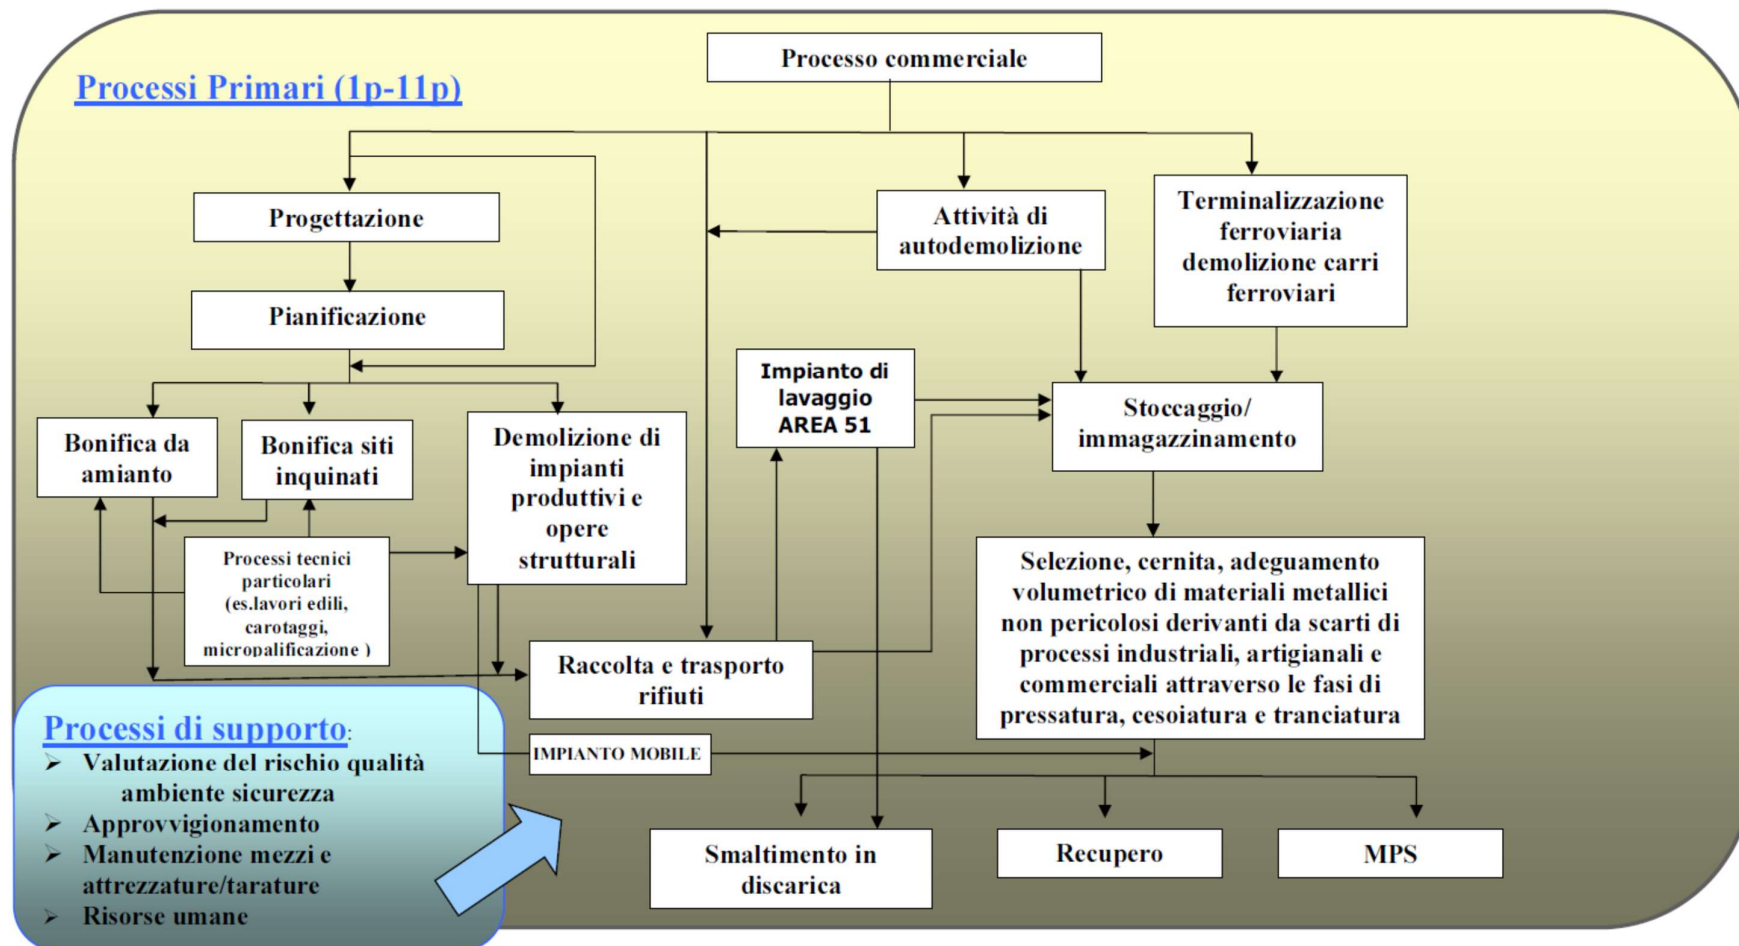 Processo commerciale
Processi Primari (1p-11p)
Progettazione
Pianificazione
Attività di
autodemolizione
Terminalizzazione
ferroviaria
demolizione carri
ferroviari
Bonifica da
amianto
Bonifica siti
inquinati
Demolizione di
impianti
produttivi e
opere
strutturali
Impianto di
lavaggio
AREA 51
Stoccaggio/
immagazzinamento
Processi tecnici
particolari
(es.lavori edili,
carotaggi,
micropalificazione )
Raccolta e trasporto
rifiuti
Selezione, cernita, adeguamento
volumetrico di materiali metallici
non pericolosi derivanti da scarti di
processi industriali, artigianali e
commerciali attraverso le fasi di
pressatura, cesoiatura e tranciatura
IMPIANTO MOBILE
Processi di supporto:
➢ Valutazione del rischio qualità
ambiente sicurezza
➢ Approvvigionamento
➢ Manutenzione mezzi e
attrezzature/tarature
➢ Risorse umane
Smaltimento in
discarica
Recupero
MPS